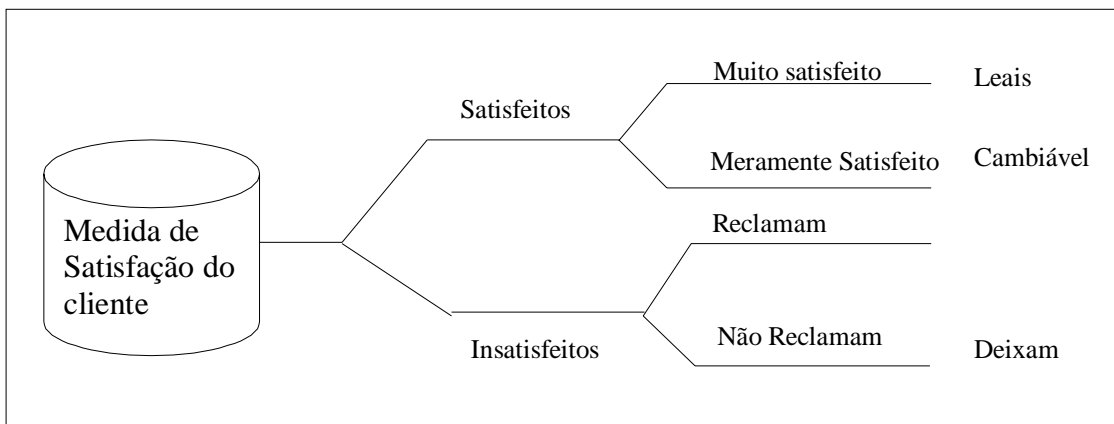 Muito satisfeito
Leais
Satisfeitos
Meramente Satisfeito
Cambiável
Medida de
Satisfação do
cliente
Reclamam
Insatisfeitos
Não Reclamam
Deixam